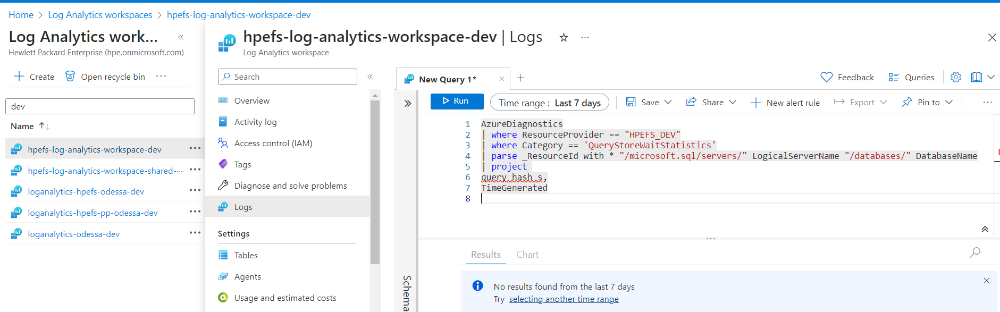 Home > Log Analytics workspaces > hpefs-log-analytics-workspace-dev
Log Analytics work...
Hewlett Packard Enterprise (hpe.onmicrosoft.com)
Create
Open recycle bin
dev
Name
hpefs-log-analytics-workspace-dev
hpefs-log-analytics-workspace-shared-...
loganalytics-hpefs-odessa-dev
loganalytics-hpefs-pp-odessa-dev
loganalytics-odessa-dev
hpefs-log-analytics-workspace-dev | Logs
Log Analytics workspace
Search
Overview
Activity log
Access control (IAM)
Tags
Diagnose and solve problems
Logs
Settings
Tables
Agents
Usage and estimated costs
New Query 1*
Feedback
Queries
Run
Time range : Last 7 days
Save
Share
New alert rule
Export
Pin to
1 AzureDiagnostics
2 | where ResourceProvider == "HPEFS_DEV"
3 | where Category == 'QueryStoreWaitStatistics'
4 | parse _ResourceId with * "/microsoft.sql/servers/" LogicalServerName "/databases/" DatabaseName
5 | project
6 query_hash_s,
7 TimeGenerated
8
Schema
Results
Chart
No results found from the last 7 days
Try selecting another time range